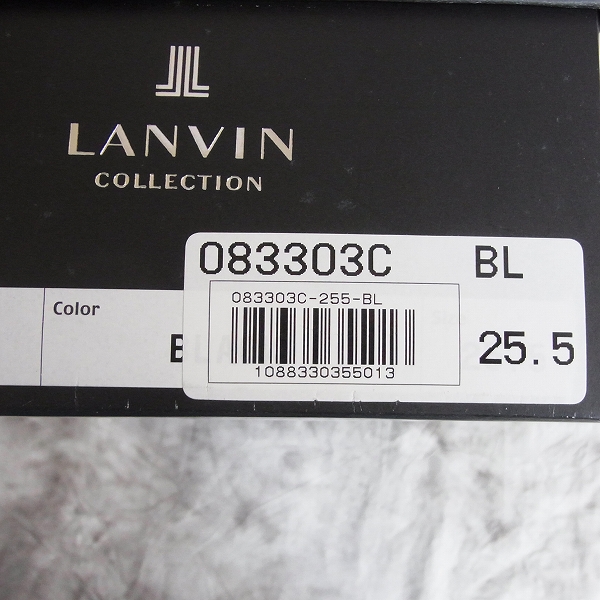 LANVIN
COLLECTION
083303C BL
083303C-255-BL
25.5
1088330355013
Color